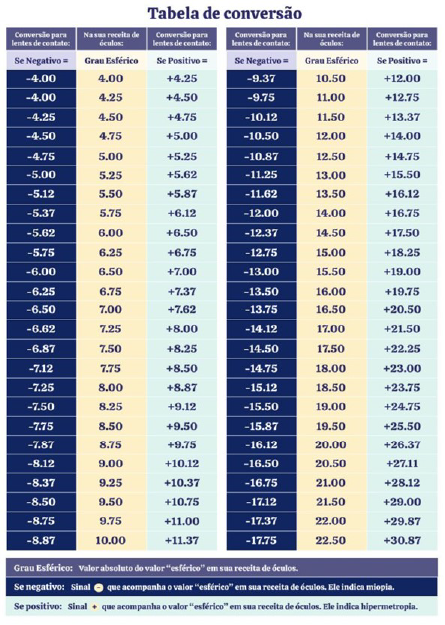 Tabela de conversão
Conversão para lentes de contato: Na sua receita de óculos: Conversão para lentes de contato: Conversão para lentes de contato: Na sua receita de óculos: Conversão para lentes de contato:
Se Negativo = Grau Esférico Se Positivo = Se Negativo = Grau Esférico Se Positivo =
-4.00 4.00 +4.25 -9.37 10.50 +12.00
-4.00 4.25 +4.50 -9.75 11.00 +12.75
-4.25 4.50 +4.75 -10.12 11.50 +13.37
-4.50 4.75 +5.00 -10.50 12.00 +14.00
-4.75 5.00 +5.25 -10.87 12.50 +14.75
-5.00 5.25 +5.62 -11.25 13.00 +15.50
-5.12 5.50 +5.87 -11.62 13.50 +16.12
-5.37 5.75 +6.12 -12.00 14.00 +16.75
-5.62 6.00 +6.50 -12.37 14.50 +17.50
-5.75 6.25 +6.75 -12.75 15.00 +18.25
-6.00 6.50 +7.00 -13.00 15.50 +19.00
-6.25 6.75 +7.37 -13.50 16.00 +19.75
-6.50 7.00 +7.62 -13.75 16.50 +20.50
-6.62 7.25 +8.00 -14.12 17.00 +21.50
-6.87 7.50 +8.25 -14.50 17.50 +22.25
-7.12 7.75 +8.50 -14.75 18.00 +23.00
-7.25 8.00 +8.87 -15.12 18.50 +23.75
-7.50 8.25 +9.12 -15.50 19.00 +24.75
-7.75 8.50 +9.50 -15.87 19.50 +25.50
-7.87 8.75 +9.75 -16.12 20.00 +26.37
-8.12 9.00 +10.12 -16.50 20.50 +27.11
-8.37 9.25 +10.37 -16.75 21.00 +28.12
-8.50 9.50 +10.75 -17.12 21.50 +29.00
-8.75 9.75 +11.00 -17.37 22.00 +29.87
-8.87 10.00 +11.37 -17.75 22.50 +30.87
Grau Esférico: Valor absoluto do valor “esférico” em sua receita de óculos.
Se negativo: Sinal - que acompanha o valor “esférico” em sua receita de óculos. Ele indica miopia.
Se positivo: Sinal + que acompanha o valor “esférico” em sua receita de óculos. Ele indica hipermetropia.